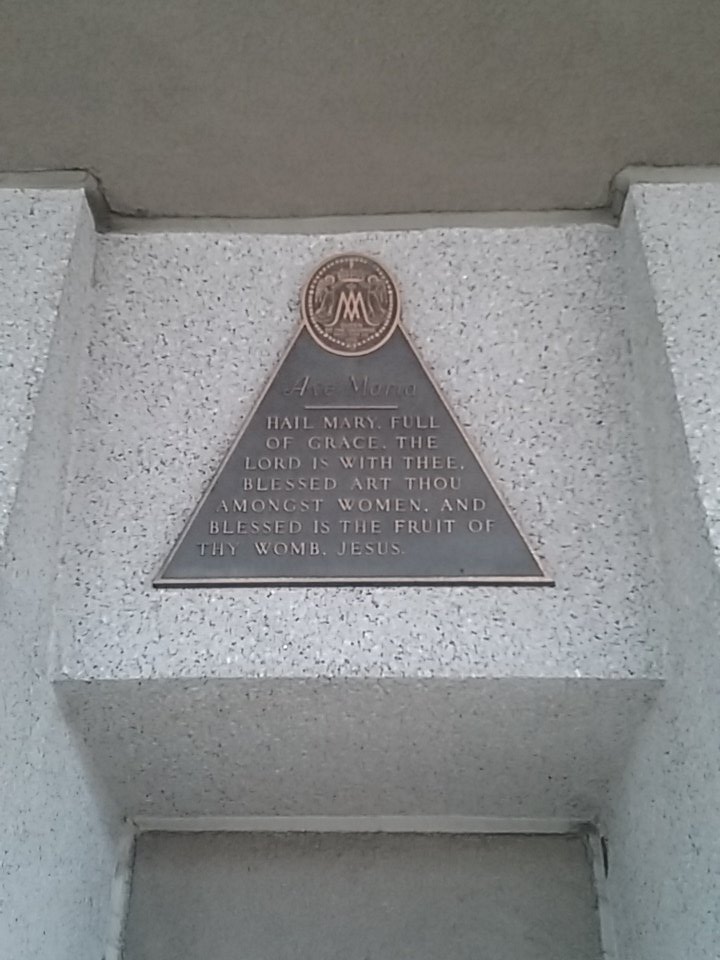 Ave Maria
HAIL MARY, FULL
OF GRACE, THE
LORD IS WITH THEE,
BLESSED ART THOU
AMONGST WOMEN, AND
BLESSED IS THE FRUIT OF
THY WOMB, JESUS.